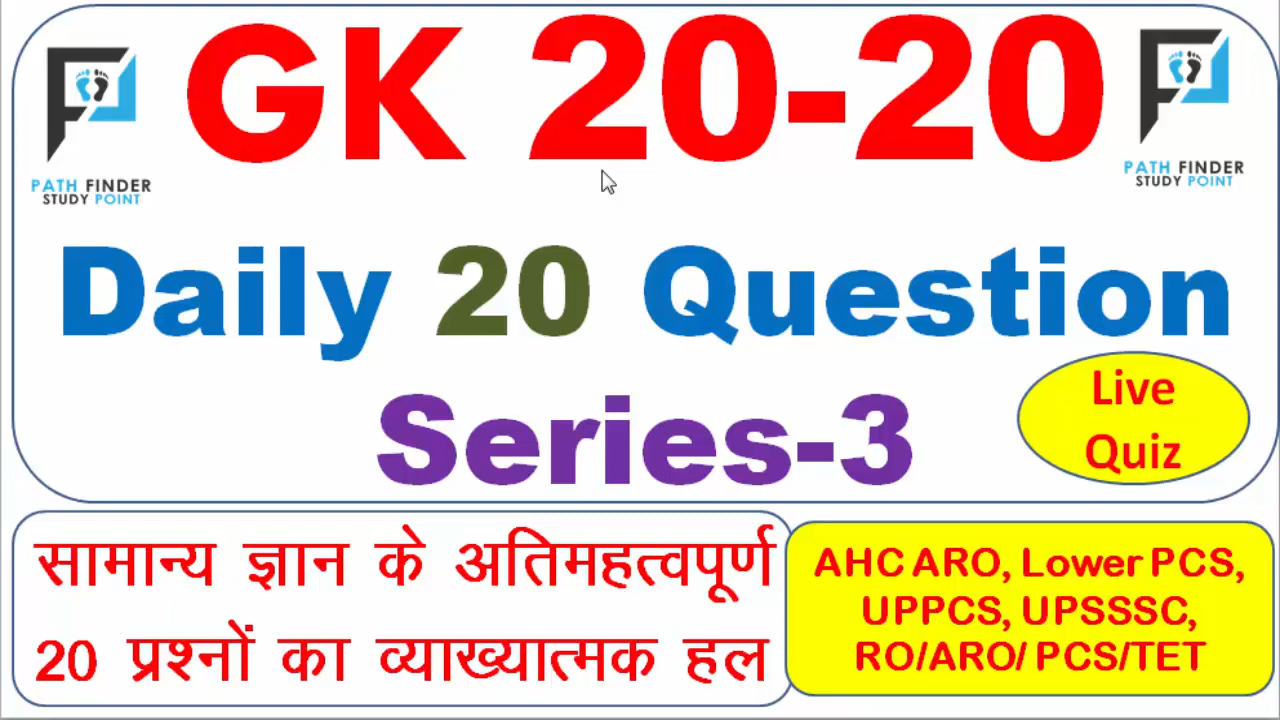 GK 20-20
PATH FINDER
STUDY POINT
PATH FINDER
STUDY POINT
Daily 20 Question
Series-3
Live
Quiz
सामान्य ज्ञान के अतिमहत्वपूर्ण
20 प्रश्नों का व्याख्यात्मक हल
AHC ARO, Lower PCS,
UPPCS, UPSSSC,
RO/ARO/ PCS/TET